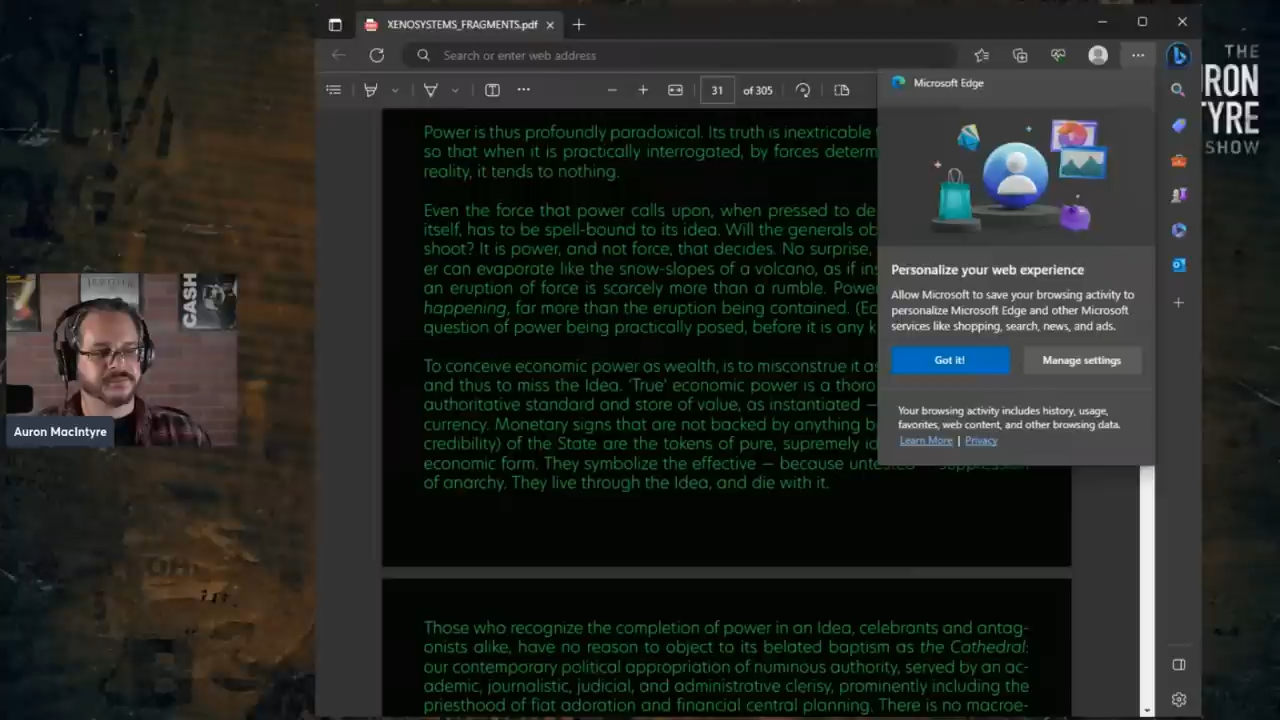 XENOSYSTEMS_FRAGMENTS.pdf
Search or enter web address
31 of 305
Microsoft Edge
THE
RON
TYRE
SHOW
Power is thus profoundly paradoxical. Its truth is inextricable
so that when it is practically interrogated, by forces determ
reality, it tends to nothing.
Even the force that power calls upon, when pressed to de
itself, has to be spell-bound to its idea. Will the generals ob
shoot? It is power, and not force, that decides. No surprise,
er can evaporate like the snow-slopes of a volcano, as if ins
an eruption of force is scarcely more than a rumble. Power
happening, far more than the eruption being contained. (Ec
question of power being practically posed, before it is any k
To conceive economic power as wealth, is to misconstrue it as
and thus to miss the Idea. ‘True’ economic power is a thoro
authoritative standard and store of value, as instantiated —
currency. Monetary signs that are not backed by anything b
credibility) of the State are the tokens of pure, supremely id
economic form. They symbolize the effective — because untested — suppression
of anarchy. They live through the Idea, and die with it.
Personalize your web experience
Allow Microsoft to save your browsing activity to
personalize Microsoft Edge and other Microsoft
services like shopping, search, news, and ads.
Got it!
Manage settings
Your browsing activity includes history, usage,
favorites, web content, and other browsing data.
Learn More | Privacy
CASH
Auron MacIntyre
Those who recognize the completion of power in an Idea, celebrants and antag-
onists alike, have no reason to object to its belated baptism as the Cathedral:
our contemporary political appropriation of numinous authority, served by an ac-
ademic, journalistic, judicial, and administrative clerisy, prominently including the
priesthood of fiat adoration and financial central planning. There is no macroe-